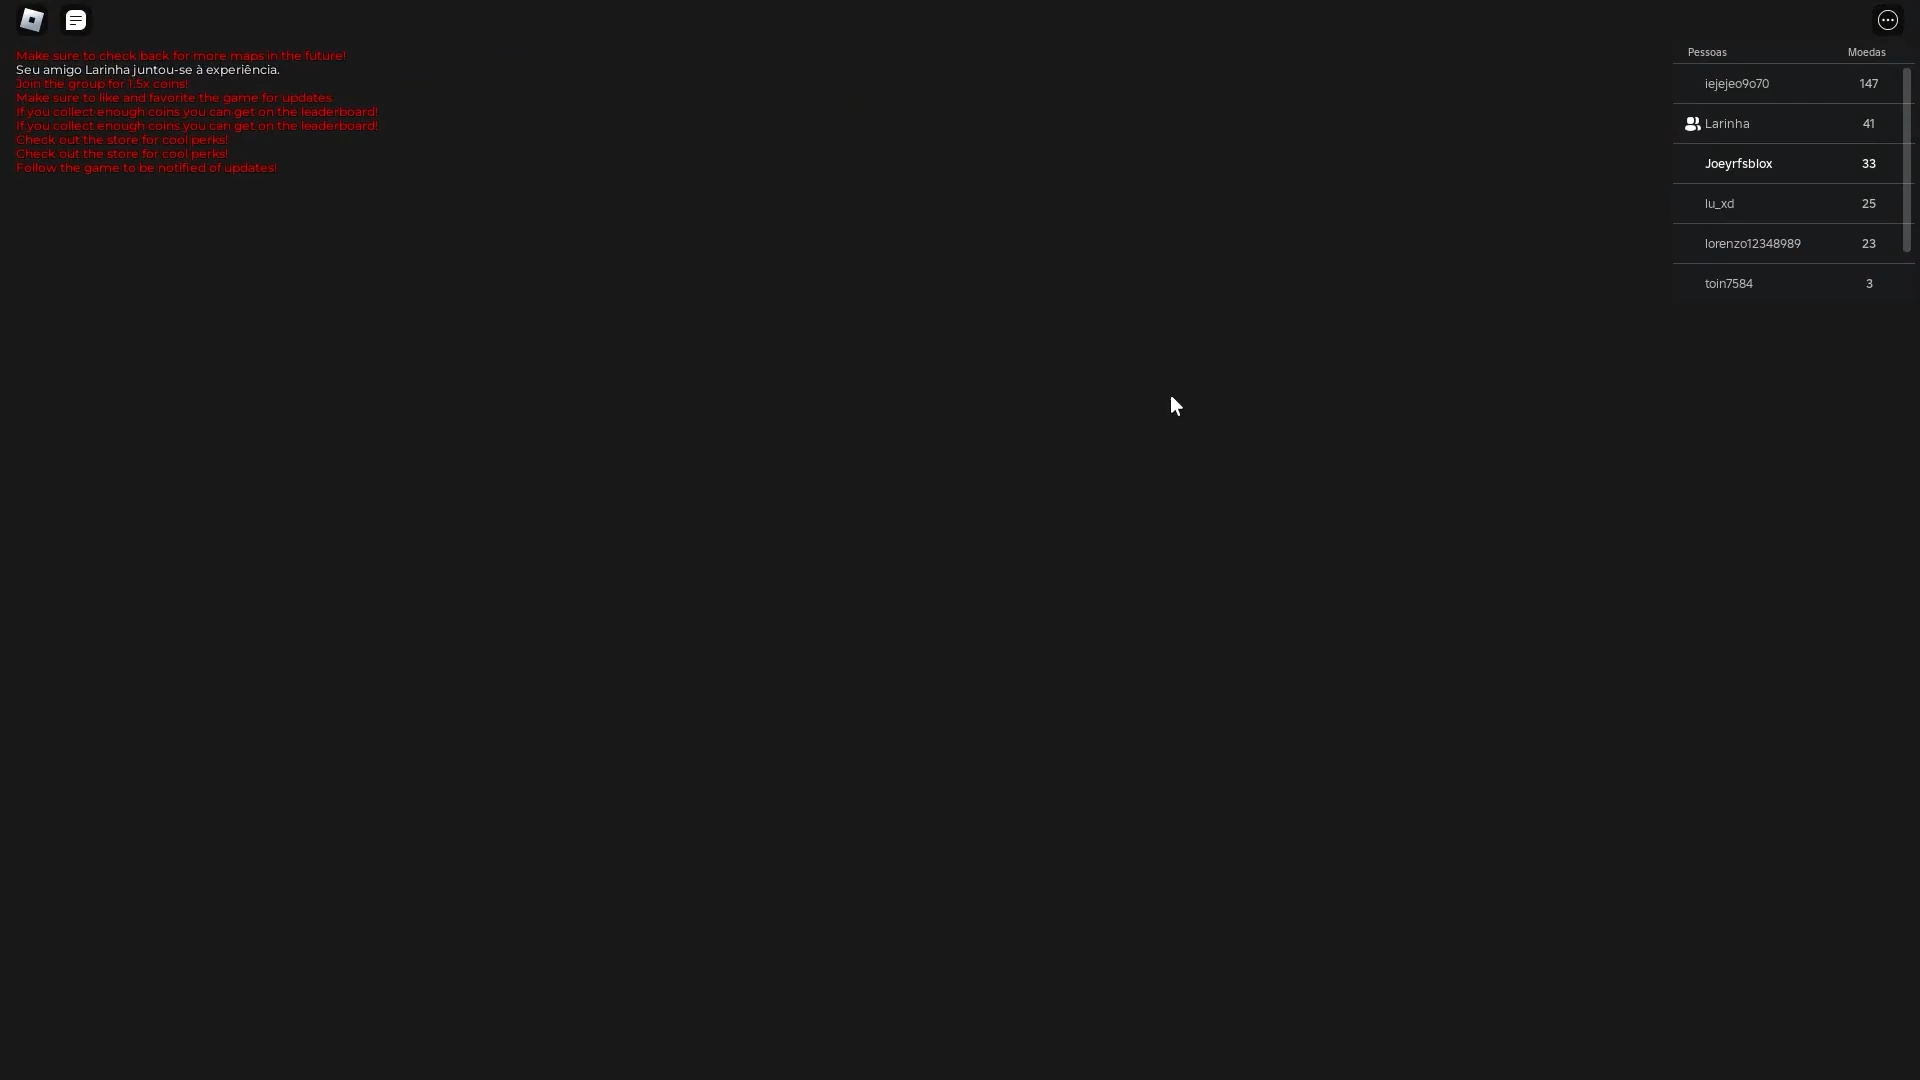 Make sure to check back for more maps in the future!
Seu amigo Larinha juntou-se à experiência.
Join the group for 1.5x coins!
Make sure to like and favorite the game for updates
If you collect enough coins you can get on the leaderboard!
If you collect enough coins you can get on the leaderboard!
Check out the store for cool perks!
Check out the store for cool perks!
Follow the game to be notified of updates!
Pessoas Moedas
iejejeo9o70 147
Larinha 41
Joeyrfsblox 33
lu_xd 25
lorenzo12348989 23
toin7584 3